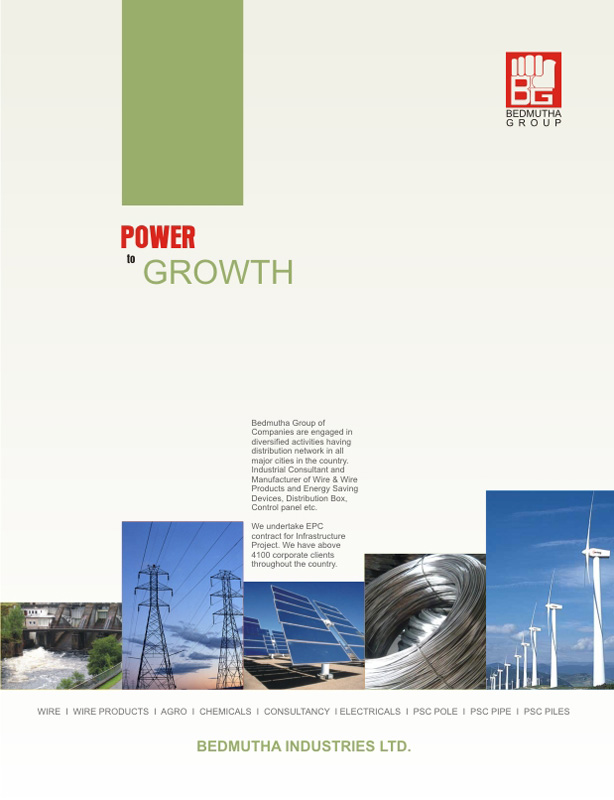 BG
BEDMUTHA
GROUP
POWER
to
GROWTH
Bedmutha Group of
Companies are engaged in
diversified activities having
distribution network in all
major cities in the country.
Industrial Consultant and
Manufacturer of Wire & Wire
Products and Energy Saving
Devices, Distribution Box,
Control panel etc.
We undertake EPC
contract for Infrastructure
Project. We have above
4100 corporate clients
throughout the country.
WIRE I WIRE PRODUCTS I AGRO I CHEMICALS I CONSULTANCY I ELECTRICALS I PSC POLE I PSC PIPE I PSC PILES
BEDMUTHA INDUSTRIES LTD.